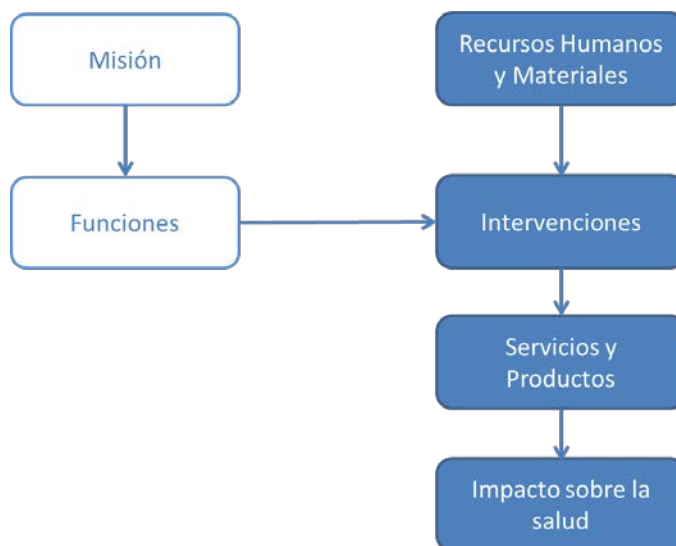 Misión
Recursos Humanos
y Materiales
Funciones
Intervenciones
Servicios y
Productos
Impacto sobre la
salud